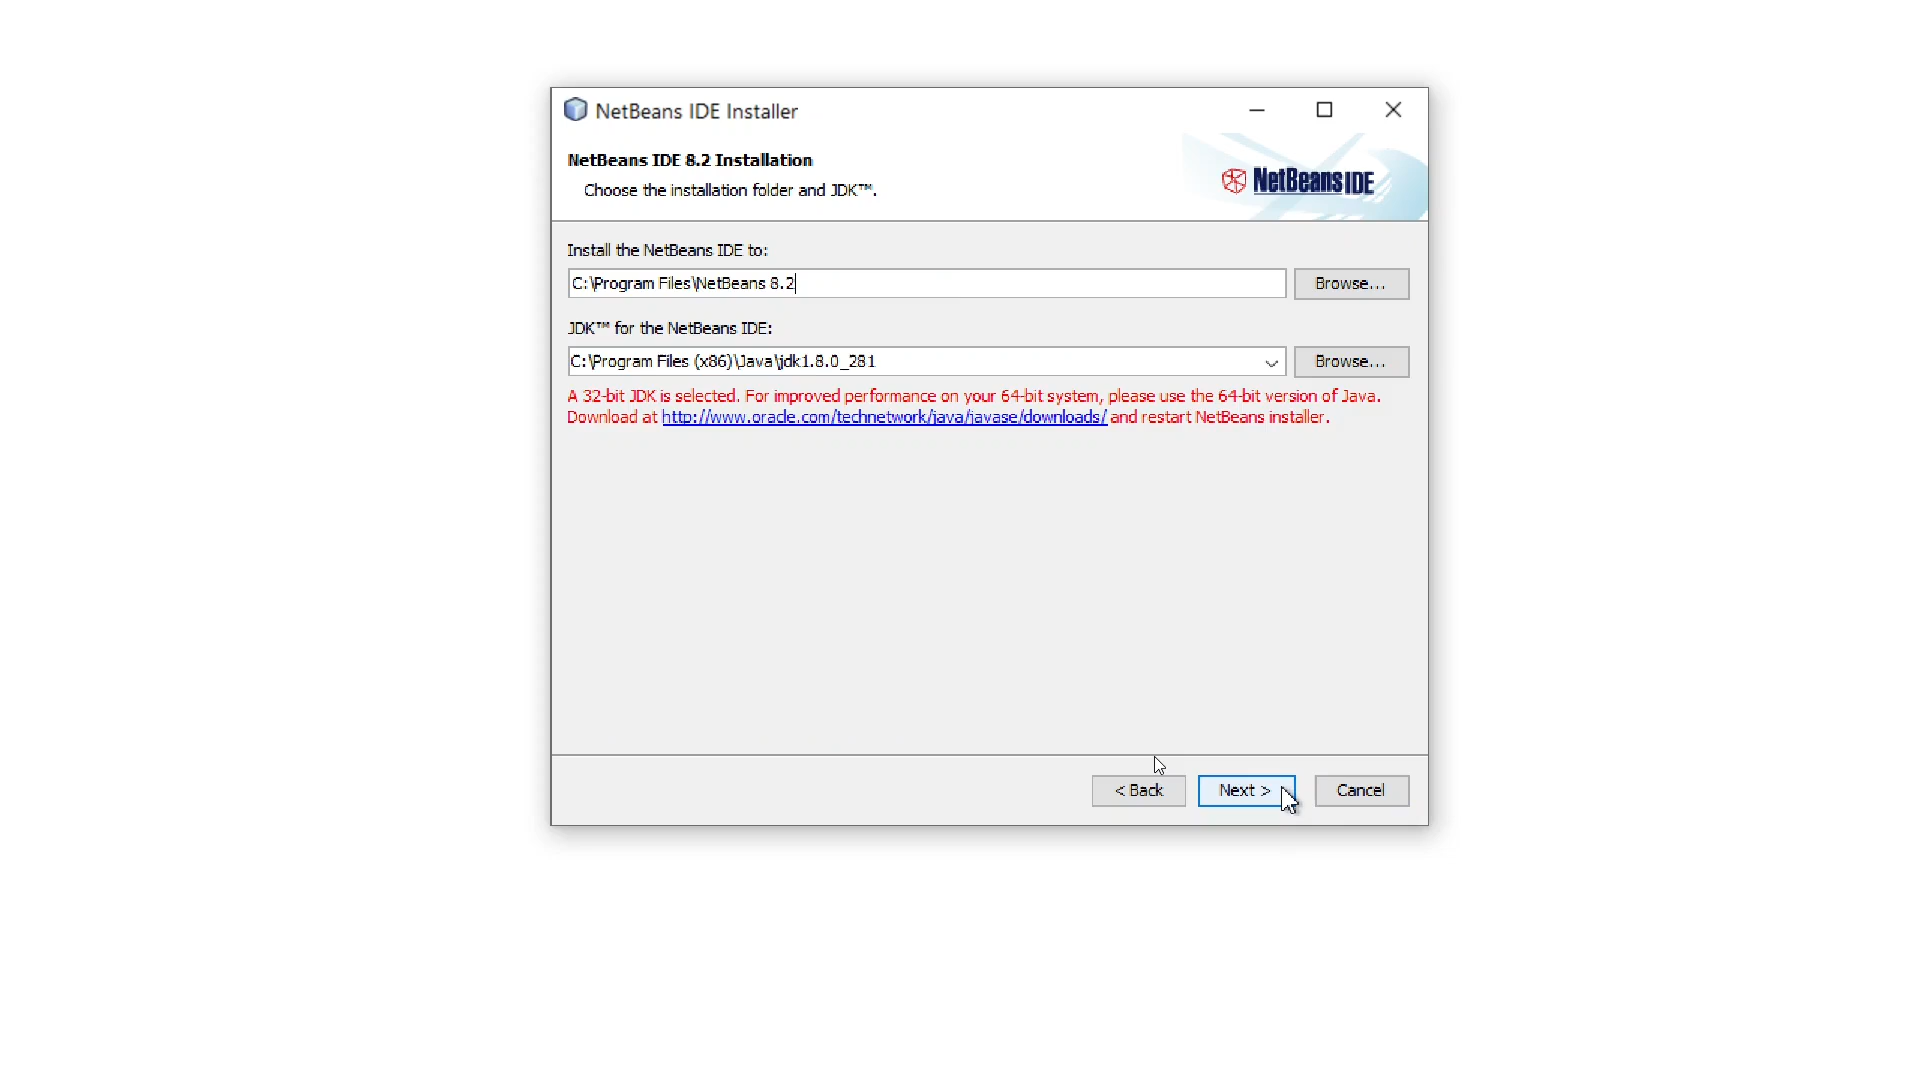 NetBeans IDE Installer
NetBeans IDE 8.2 Installation
Choose the installation folder and JDK™.
NetBeans IDE
Install the NetBeans IDE to:
C:\Program Files\NetBeans 8.2
Browse...
JDK™ for the NetBeans IDE:
C:\Program Files (x86)\Java\jdk1.8.0_281
Browse...
A 32-bit JDK is selected. For improved performance on your 64-bit system, please use the 64-bit version of Java.
Download at http://www.oracle.com/technetwork/java/javase/downloads/ and restart NetBeans installer.
< Back
Next >
Cancel